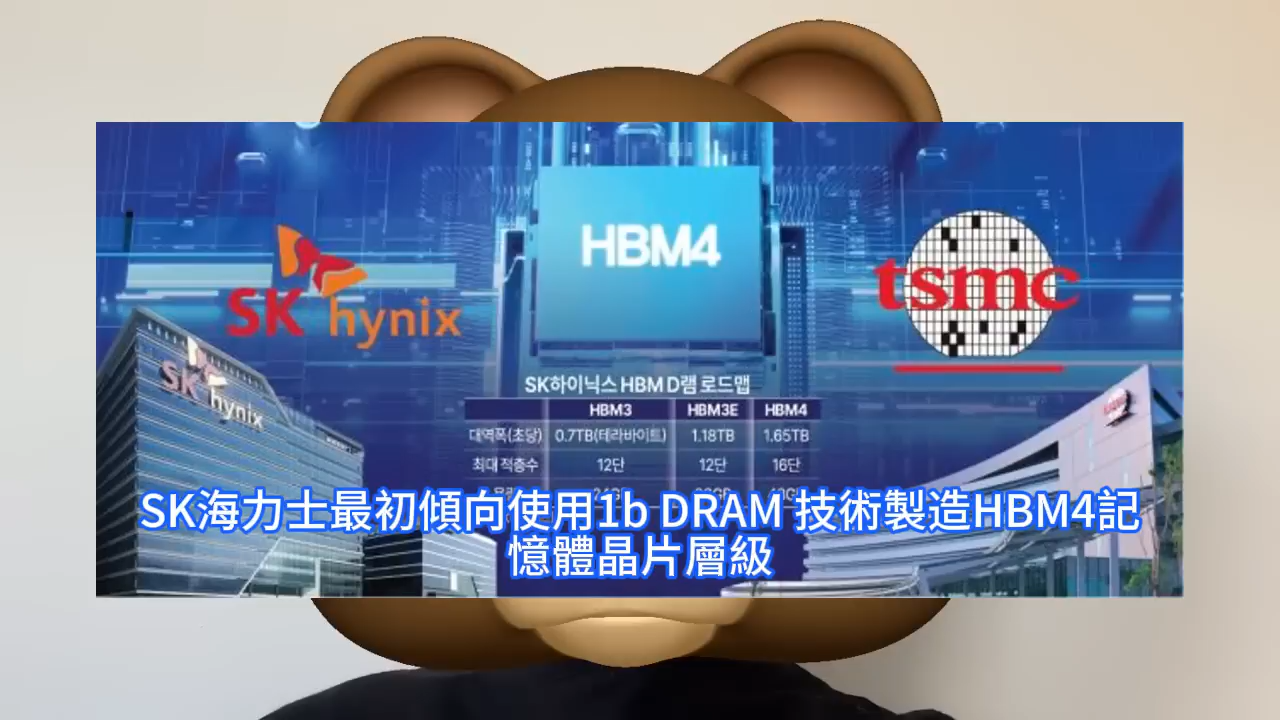 HBM4
SK hynix
tsmc
SK hynix
SK하이닉스 HBM D램 로드맵
HBM3 HBM3E HBM4
대역폭(초당) 0.7TB(테라바이트) 1.18TB 1.65TB
최대 적층수 12단 12단 16단
SK海力士最初傾向使用1b DRAM 技術製造HBM4記
憶體晶片層級